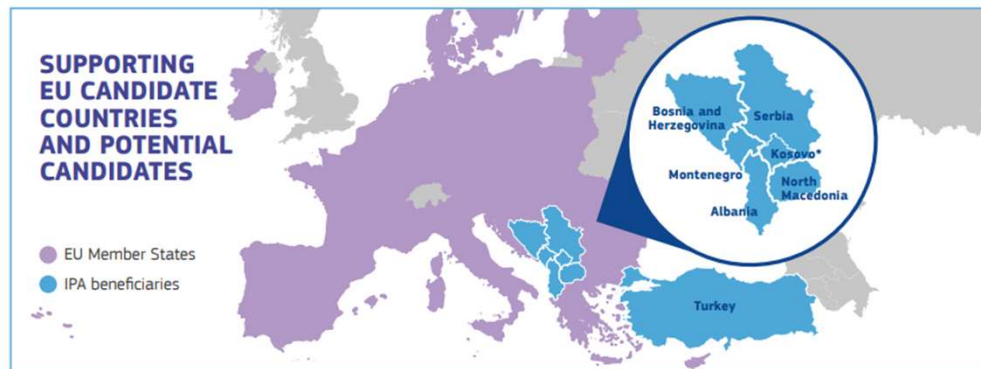 SUPPORTING
EU CANDIDATE
COUNTRIES
AND POTENTIAL
CANDIDATES
EU Member States
IPA beneficiaries
Bosnia and
Herzegovina
Serbia
Kosovo*
Montenegro
North
Macedonia
Albania
Turkey